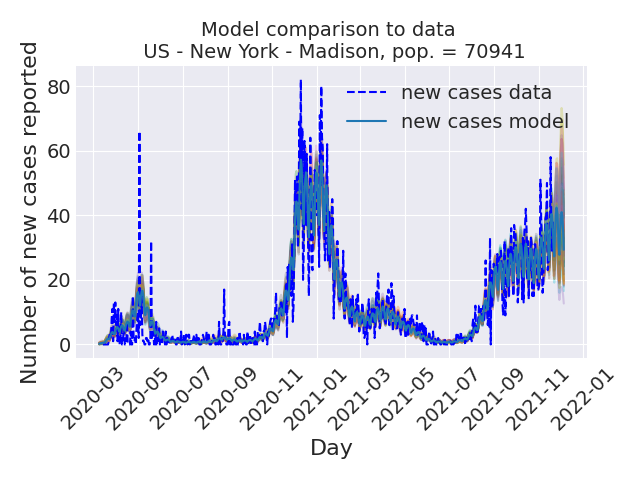 Model comparison to data
US - New York - Madison, pop. = 70941
Number of new cases reported
80
60
40
20
0
new cases data
new cases model
2020-03
2020-05
2020-07
2020-09
2020-11
2021-01
2021-03
2021-05
2021-07
2021-09
2021-11
2022-01
Day